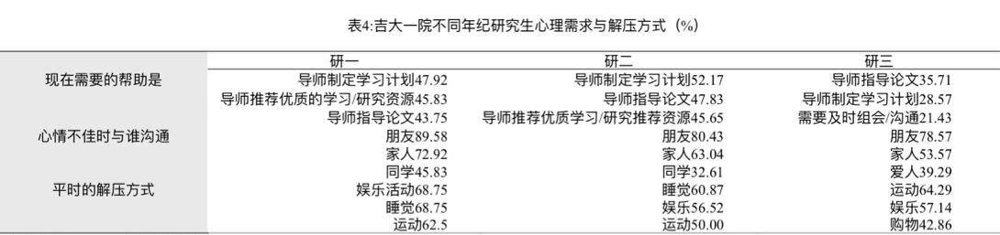 表4:吉大一院不同年纪研究生心理需求与解压方式（%）
研一 研二 研三
现在需要的帮助是 导师制定学习计划47.92 导师制定学习计划52.17 导师指导论文35.71
导师推荐优质的学习/研究资源45.83 导师指导论文47.83 导师制定学习计划28.57
导师指导论文43.75 导师推荐优质学习/研究推荐资源45.65 需要及时组会/沟通21.43
心情不佳时与谁沟通 朋友89.58 朋友80.43 朋友78.57
家人72.92 家人63.04 家人53.57
同学45.83 同学32.61 爱人39.29
平时的解压方式 娱乐活动68.75 睡觉60.87 运动64.29
睡觉68.75 娱乐56.52 娱乐57.14
运动62.5 运动50.00 购物42.86